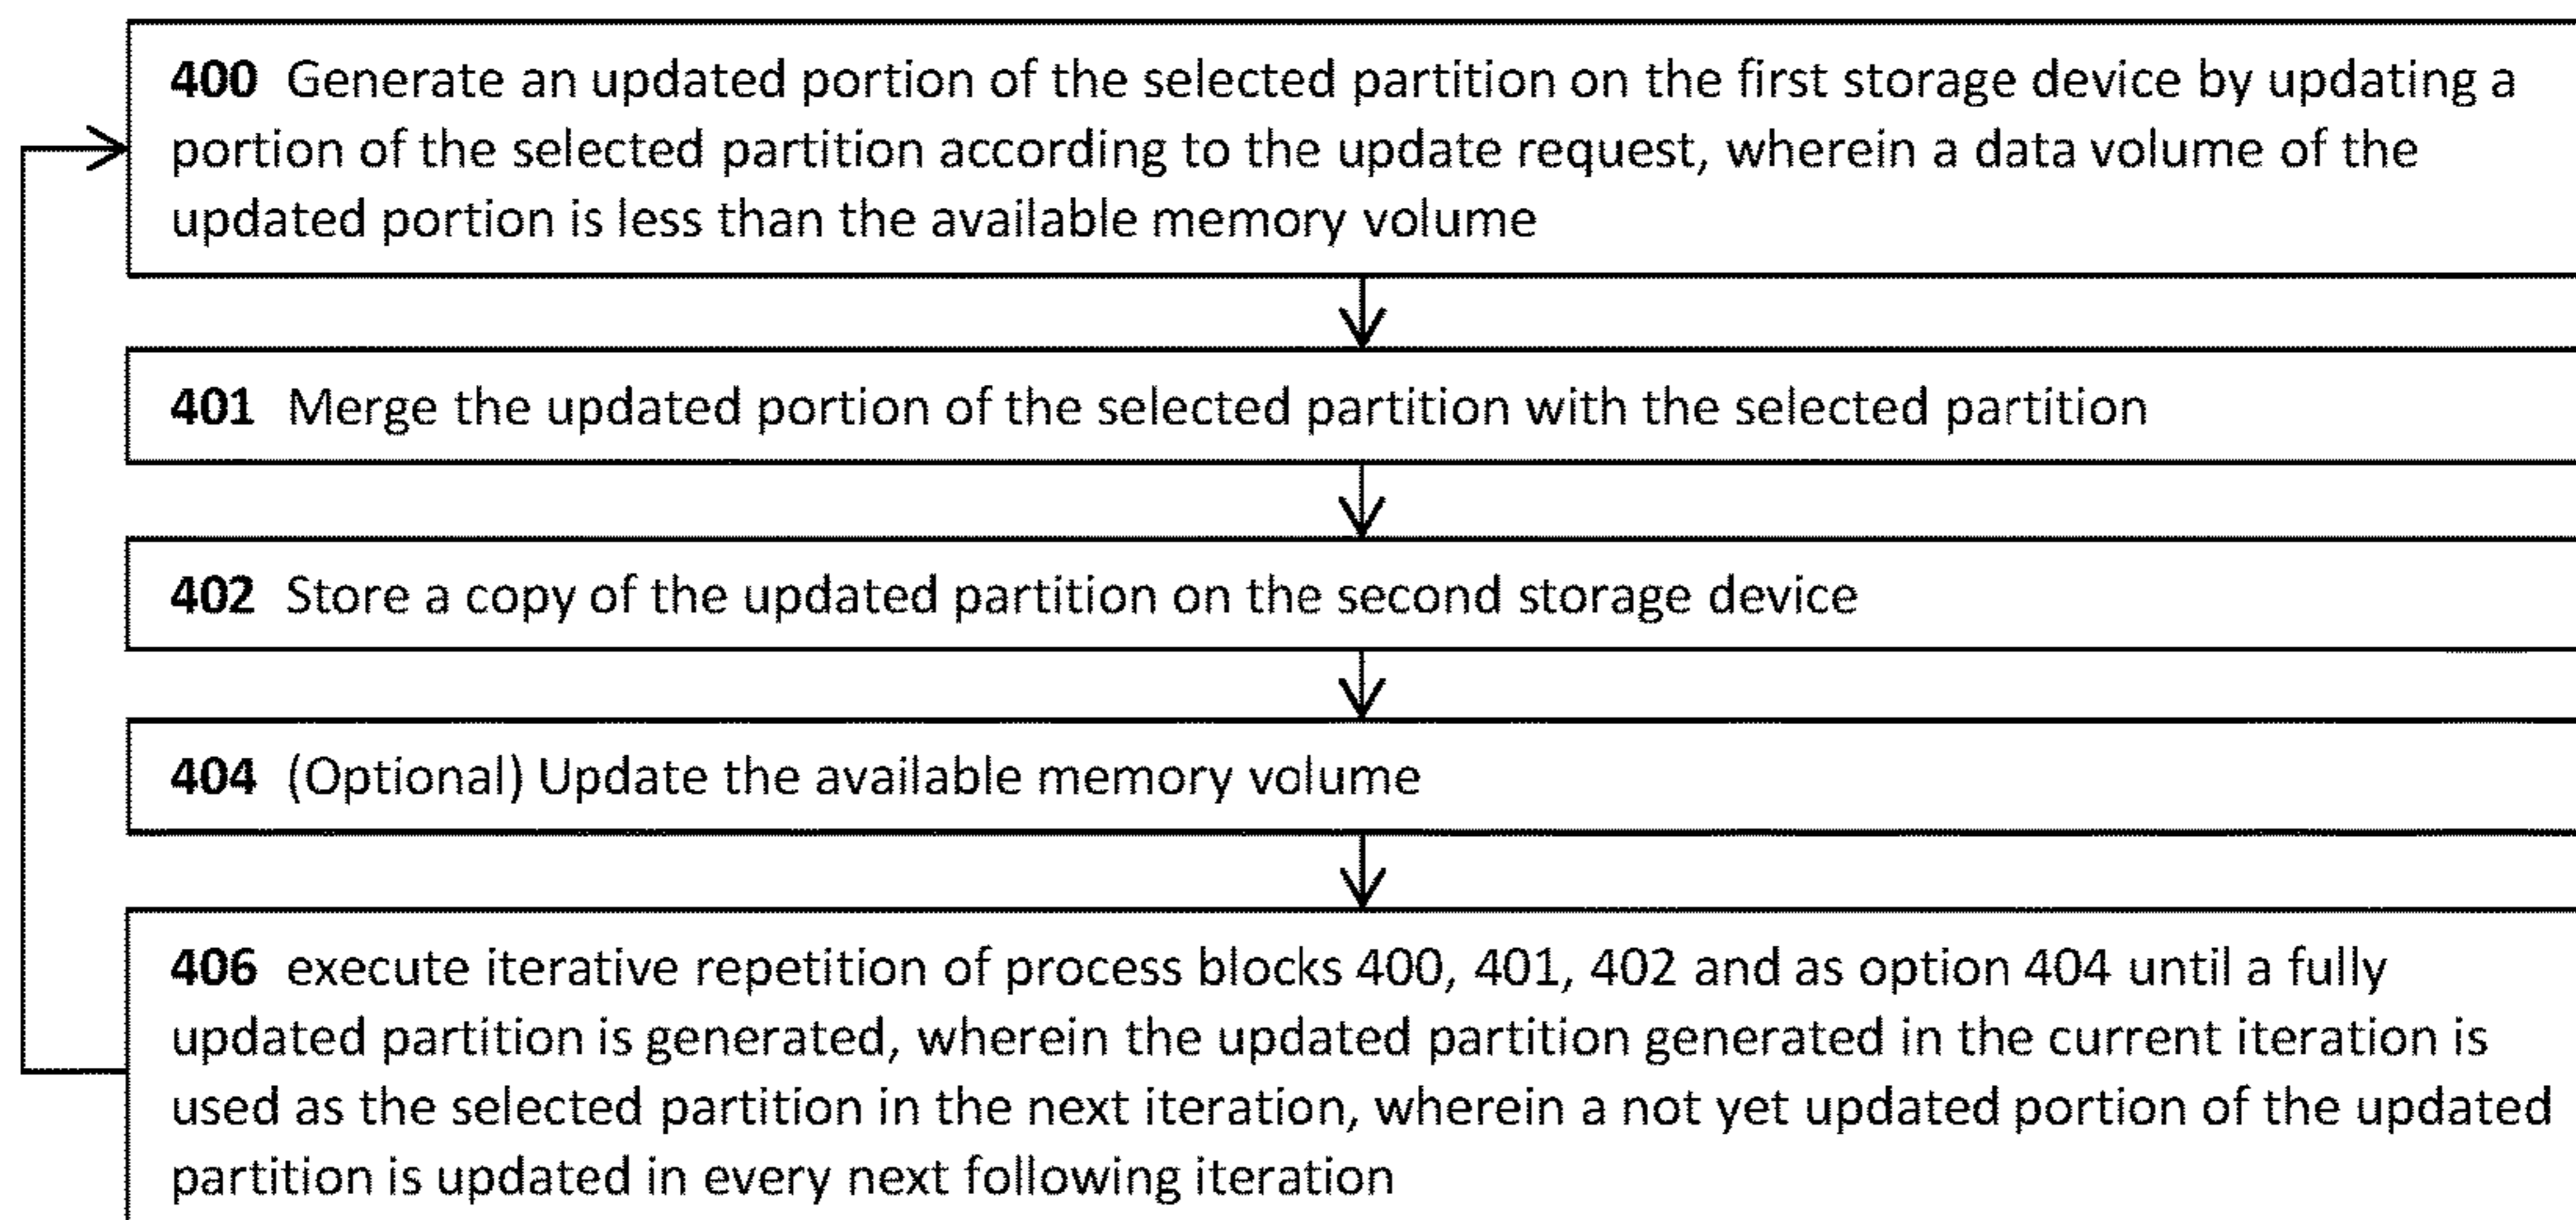 400 Generate an updated portion of the selected partition on the first storage device by updating a
portion of the selected partition according to the update request, wherein a data volume of the
updated portion is less than the available memory volume
401 Merge the updated portion of the selected partition with the selected partition
402 Store a copy of the updated partition on the second storage device
404 (Optional) Update the available memory volume
406 execute iterative repetition of process blocks 400, 401, 402 and as option 404 until a fully
updated partition is generated, wherein the updated partition generated in the current iteration is
used as the selected partition in the next iteration, wherein a not yet updated portion of the updated
partition is updated in every next following iteration